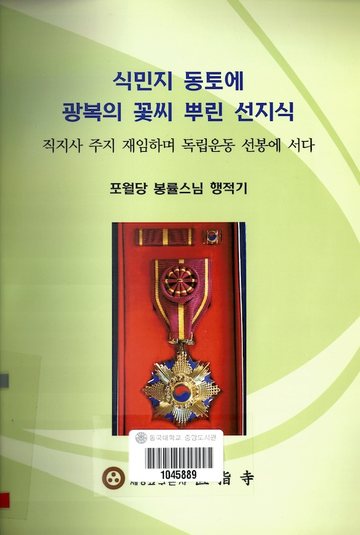 식민지 동토에
광복의 꽃씨 뿌린 선지식
직지사 주지 재임하며 독립운동 선봉에 서다
포월당 봉률스님 행적기
동국대학교 중앙도서관
1045889
指寺